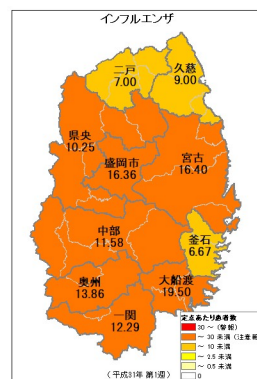 インフルエンザ
二戸
7.00
久慈
9.00
県央
10.25
盛岡市
16.36
宮古
16.40
中部
11.58
釜石
6.67
奥州
13.86
大船渡
19.50
一関
12.29
定点あたり患者数
30 ～ (警報)
～ 30 未満 (注意報
～ 10 未満
～ 2.5 未満
～ 0.5 未満
0
(平成31年 第1週)